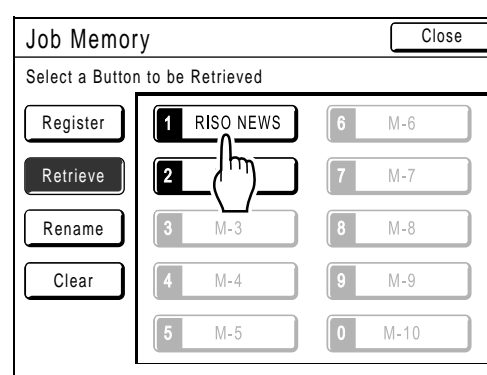 Job Memory
Close
Select a Button to be Retrieved
Register
Retrieve
Rename
Clear
1 RISO NEWS
2
3 M-3
4 M-4
5 M-5
6 M-6
7 M-7
8 M-8
9 M-9
0 M-10